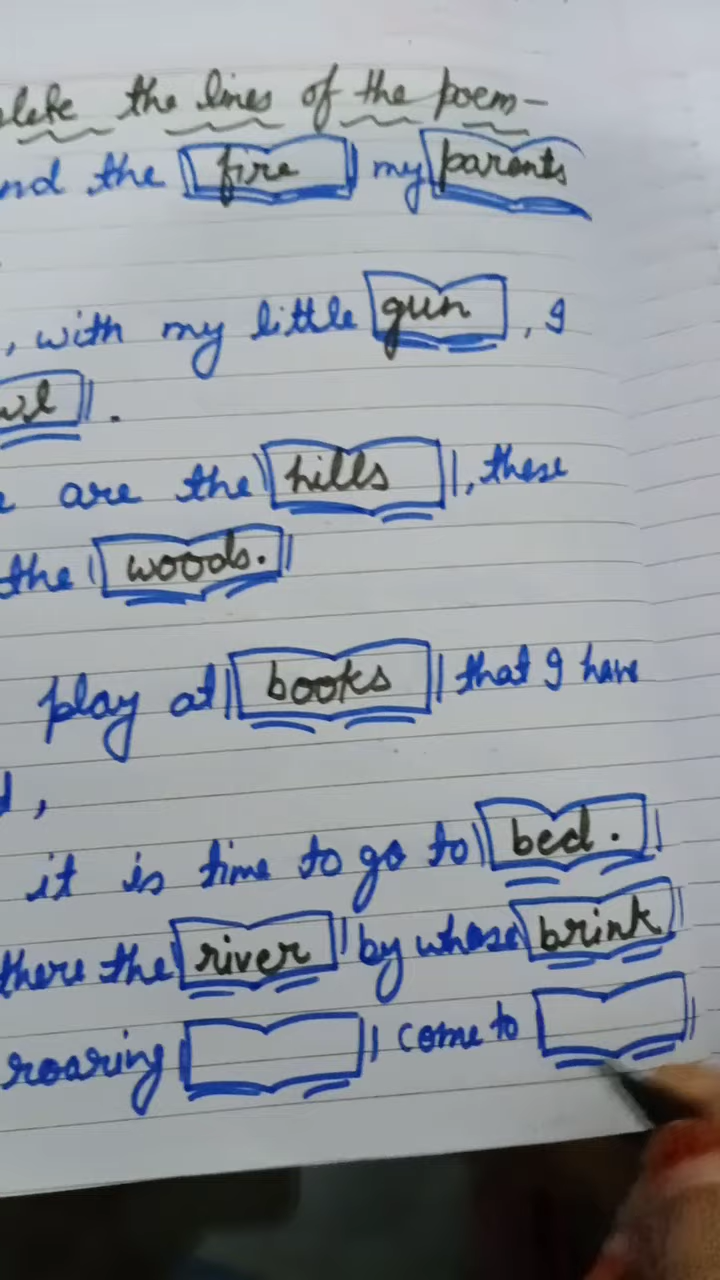 the lines of the poem-
the fire my parents
, with my little gun , I
.
are the hills , these
the woods.
play at books that I have
,
it is time to go to bed.
there the river by whose brink
roaring come to